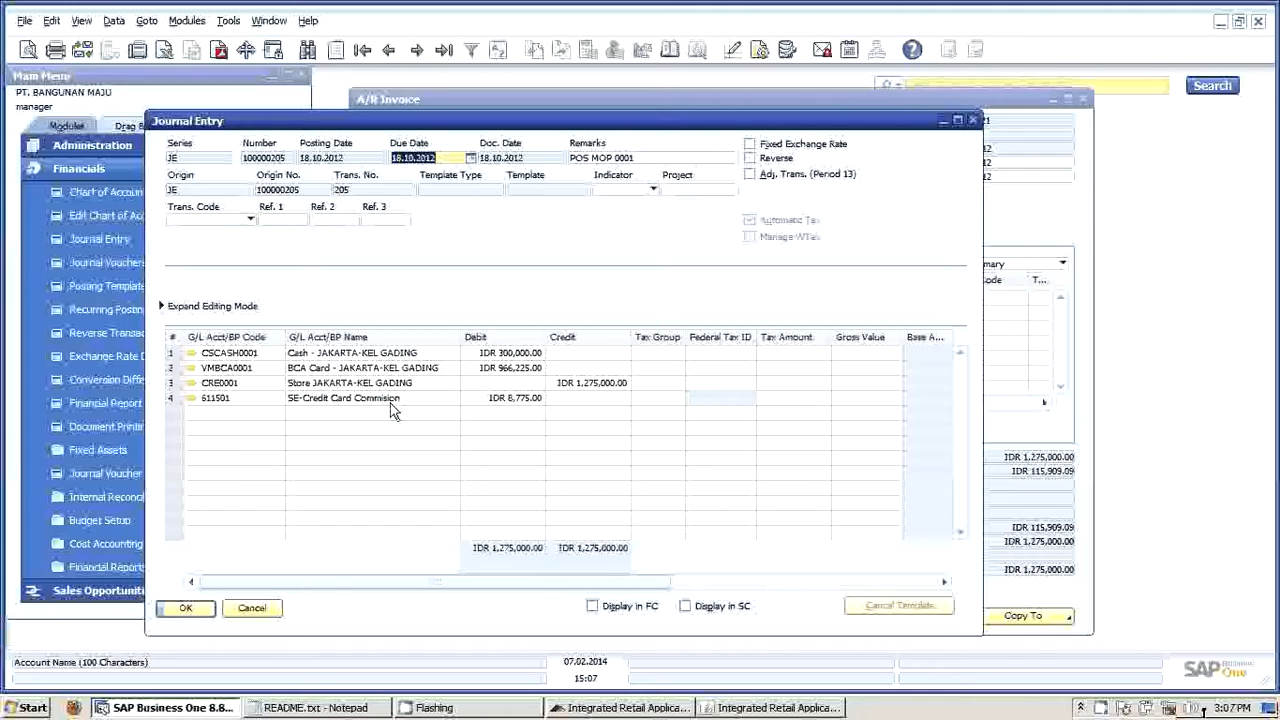 File Edit View Data Goto Modules Tools Window Help
Main Menu
PT. BANGUNAN MAJU
manager
Search
Modules Drag
A/R Invoice
Administration
Financials
Chart of Accoun
Edit Chart of Acc
Journal Entry
Journal Vouchers
Posting Template
Recurring Postin
Reverse Transac
Exchange Rate D
Conversion Diffe
Financial Report
Document Printin
Fixed Assets
Journal Voucher
Internal Reconci
Budget Setup
Cost Accounting
Financial Reports
Sales Opportuniti
Journal Entry
Series Number Posting Date Due Date Doc. Date Remarks
JE 100000205 18.10.2012 18.10.2012 18.10.2012 POS MOP 0001
Origin Origin No. Trans. No. Template Type Template Indicator Project
JE 100000205 205
Trans. Code Ref. 1 Ref. 2 Ref. 3
Fixed Exchange Rate
Reverse
Adj. Trans. (Period 13)
Automatic Tax
Manage WTax
Expand Editing Mode
# G/L Acct/BP Code G/L Acct/BP Name Debit Credit Tax Group Federal Tax ID Tax Amount Gross Value Base A...
1 CSCASH0001 Cash - JAKARTA-KEL GADING IDR 300,000.00
2 VMBCA0001 BCA Card - JAKARTA-KEL GADING IDR 966,225.00
3 CRE0001 Store JAKARTA-KEL GADING IDR 1,275,000.00
4 611501 SE-Credit Card Commision IDR 8,775.00
IDR 1,275,000.00 IDR 1,275,000.00
Display in FC Display in SC
OK Cancel Cancel Template
mary
Code T...
IDR 1,275,000.00
IDR 115,909.09
IDR 115,909.09
IDR 1,275,000.00
IDR 1,275,000.00
Copy To
Account Name (100 Characters) 07.02.2014
15:07
SAP Business One
Start SAP Business One 8.8... README.txt - Notepad Flashing Integrated Retail Applica... Integrated Retail Applica... 3:07 PM